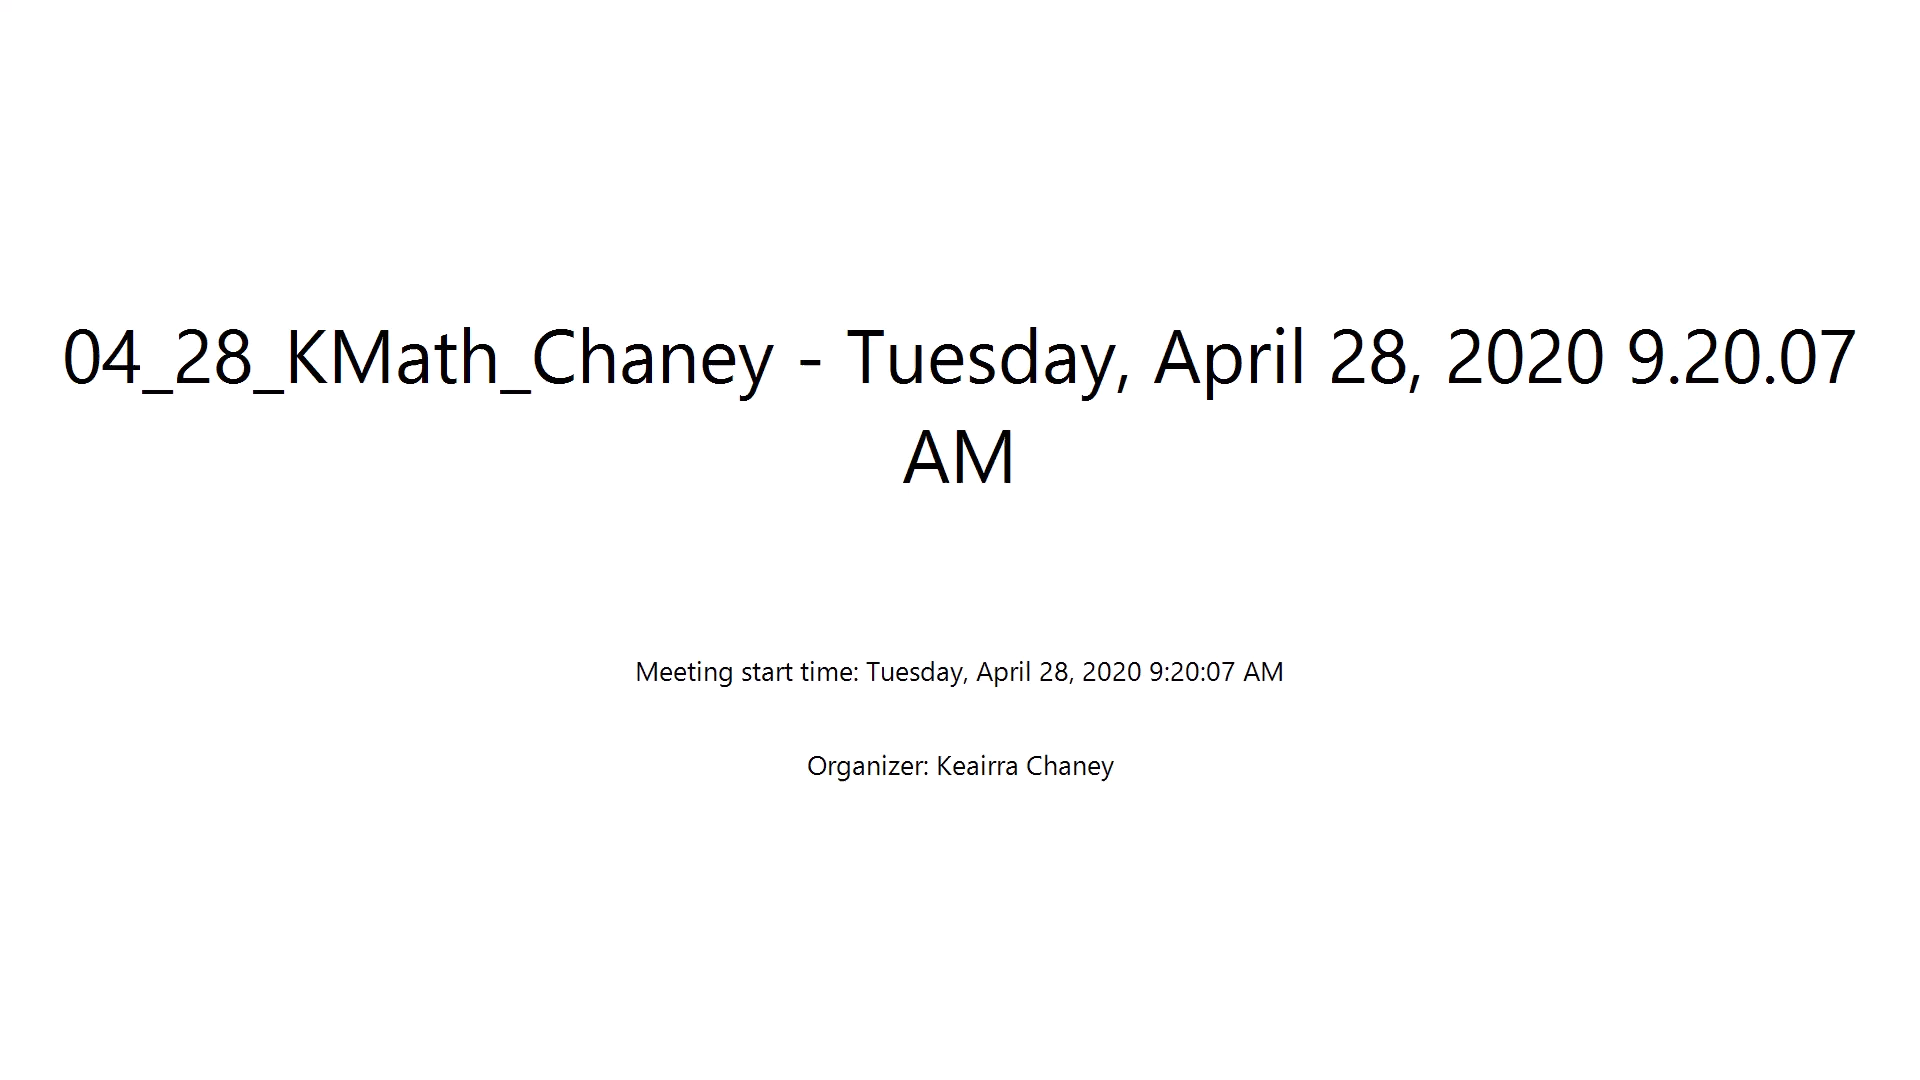 04_28_KMath_Chaney - Tuesday, April 28, 2020 9.20.07
AM
Meeting start time: Tuesday, April 28, 2020 9:20:07 AM
Organizer: Keairra Chaney